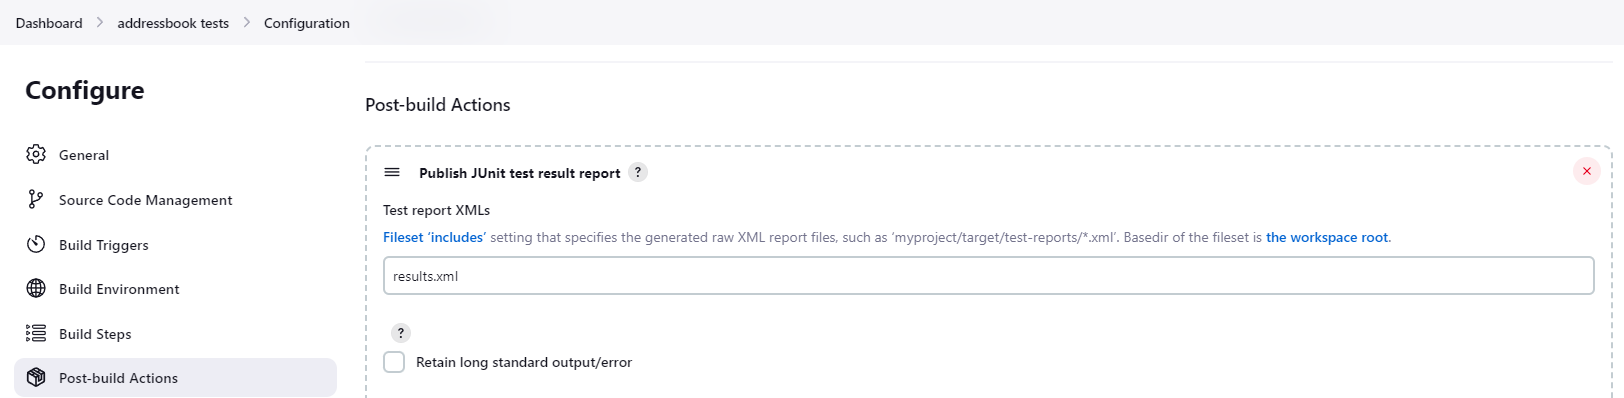 Dashboard > addressbook tests > Configuration
Configure
General
Source Code Management
Build Triggers
Build Environment
Build Steps
Post-build Actions
Post-build Actions
Publish JUnit test result report ?
Test report XMLs
Fileset ‘includes’ setting that specifies the generated raw XML report files, such as ‘myproject/target/test-reports/*.xml’. Basedir of the fileset is the workspace root.
results.xml
?
Retain long standard output/error